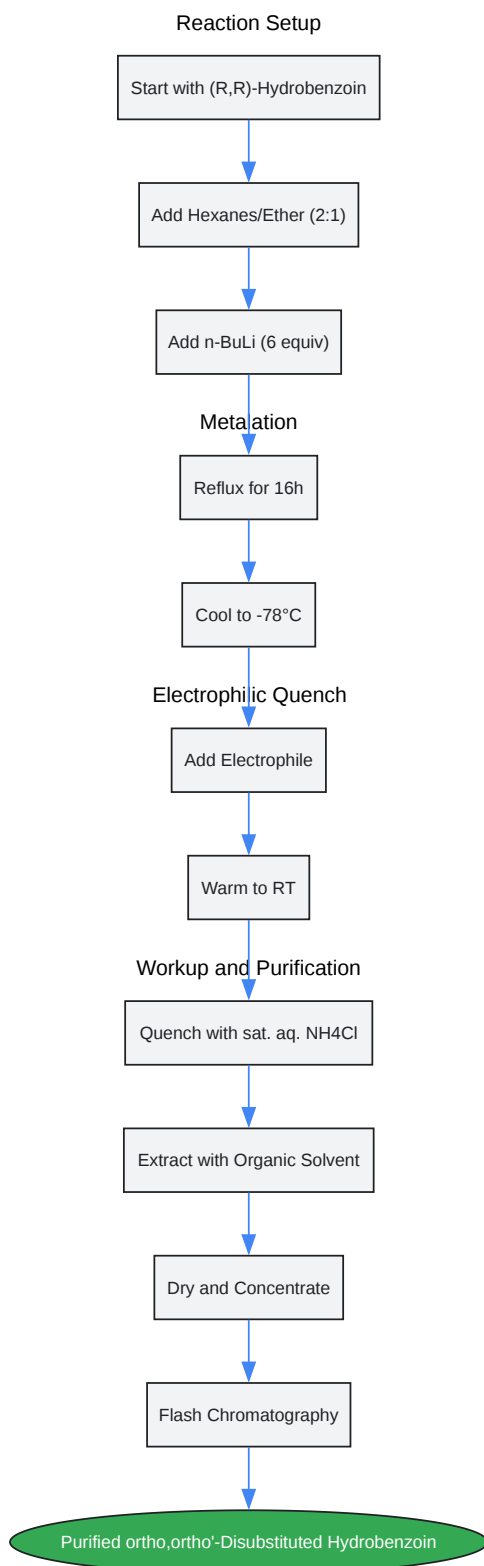 Reaction Setup
Start with (R,R)-Hydrobenzoin
Add Hexanes/Ether (2:1)
Add n-BuLi (6 equiv)
Metalation
Reflux for 16h
Cool to -78°C
Electrophilic Quench
Add Electrophile
Warm to RT
Workup and Purification
Quench with sat. aq. NH4Cl
Extract with Organic Solvent
Dry and Concentrate
Flash Chromatography
Purified ortho,ortho'-Disubstituted Hydrobenzoin